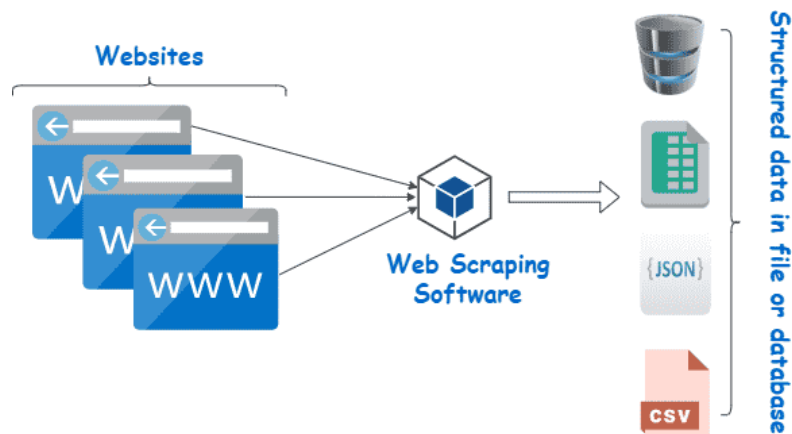 Websites
W
W
WWW
Web Scraping
Software
{JSON}
CSV
Structured data in file or database